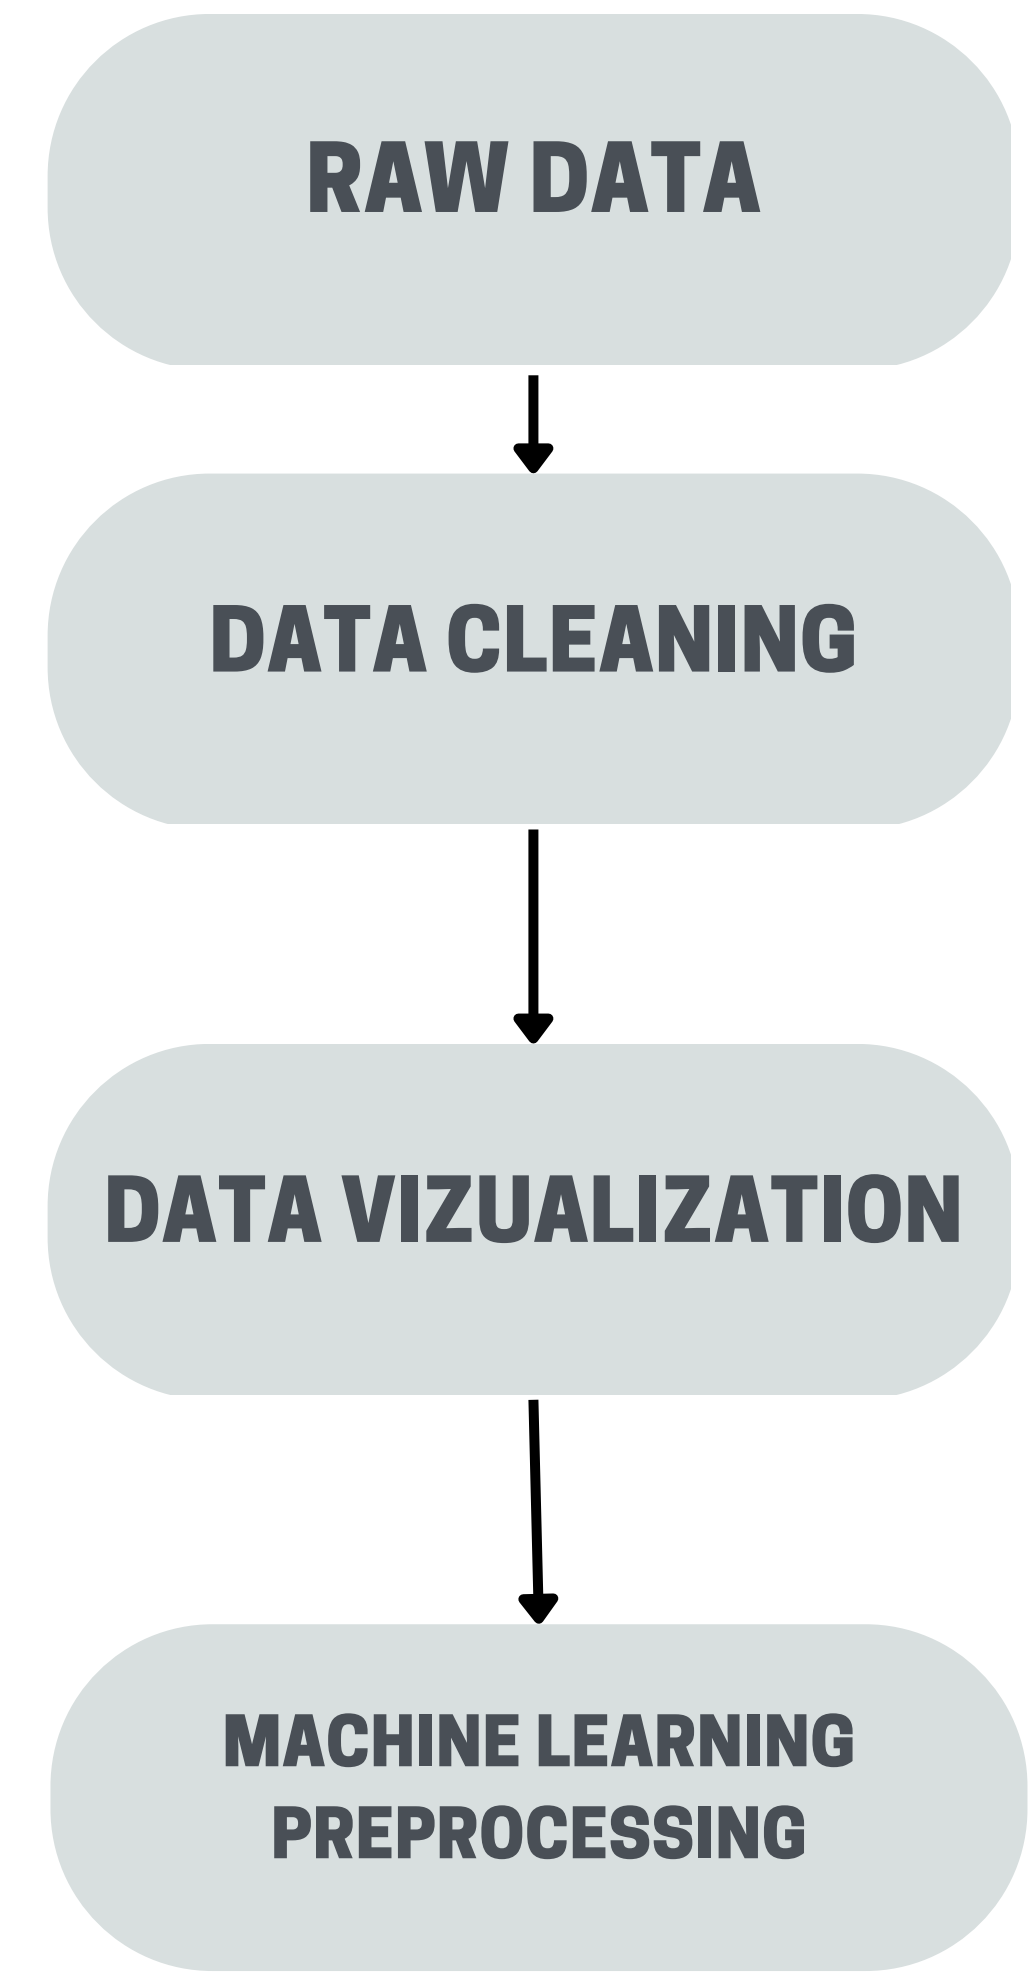 RAW DATA
DATA CLEANING
DATA VIZUALIZATION
MACHINE LEARNING
PREPROCESSING